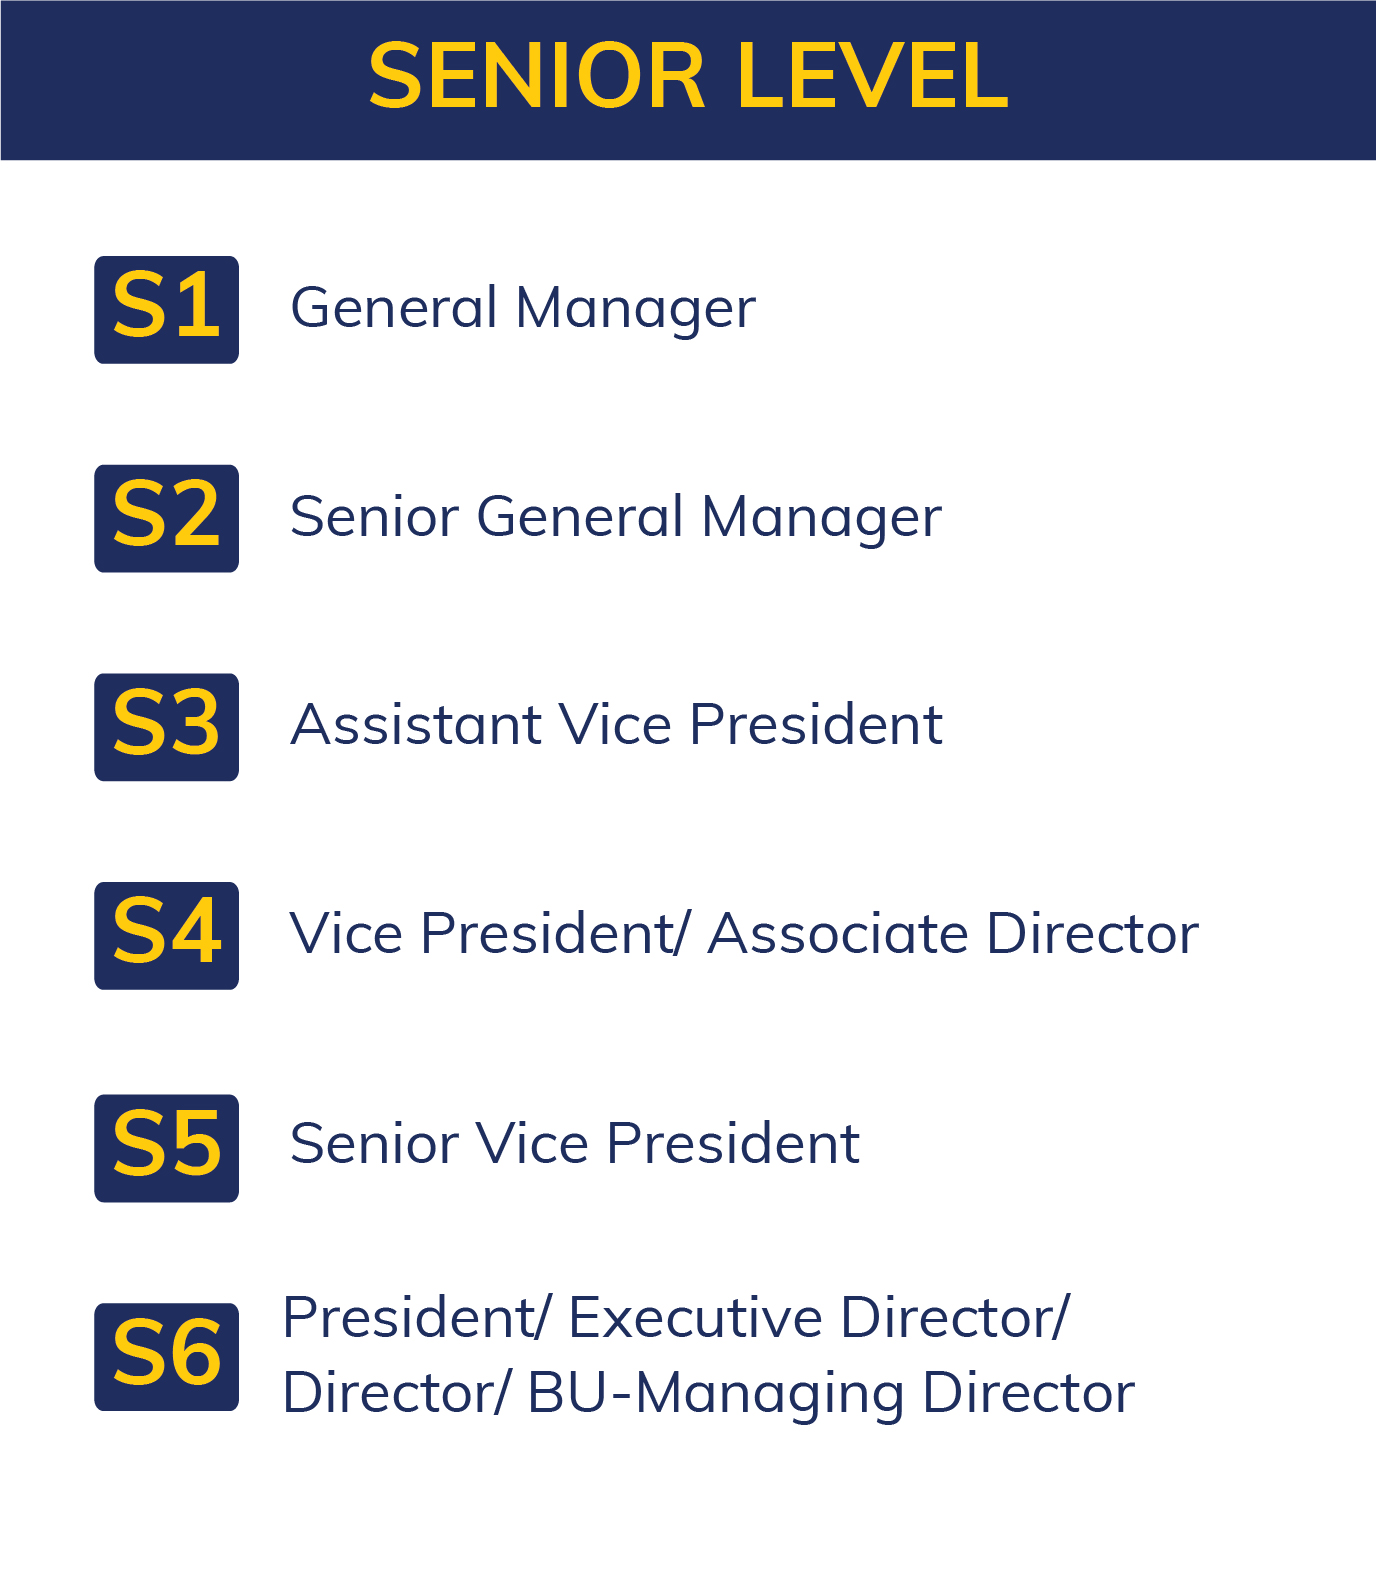 SENIOR LEVEL
S1 General Manager
S2 Senior General Manager
S3 Assistant Vice President
S4 Vice President/ Associate Director
S5 Senior Vice President
S6 President/ Executive Director/
Director/ BU-Managing Director